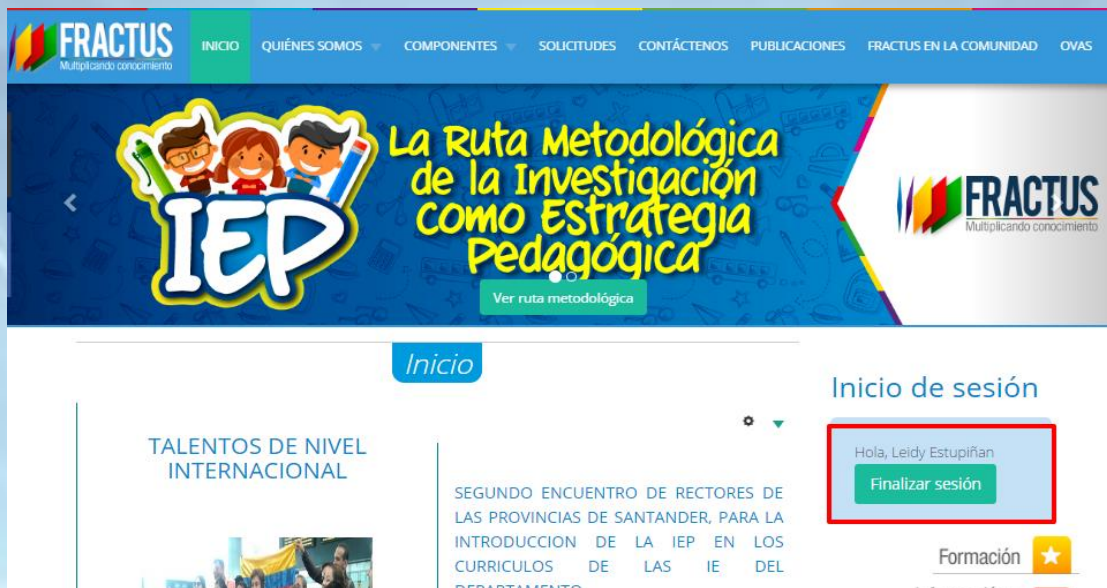 FRACTUS
Multiplicando conocimiento
INICIO QUIÉNES SOMOS COMPONENTES SOLICITUDES CONTÁCTENOS PUBLICACIONES FRACTUS EN LA COMUNIDAD OVAS
IEP
La Ruta Metodológica
de la Investigación
como Estrategia
Pedagógica
Ver ruta metodológica
FRACTUS
Multiplicando conocimiento
Inicio
TALENTOS DE NIVEL
INTERNACIONAL
SEGUNDO ENCUENTRO DE RECTORES DE
LAS PROVINCIAS DE SANTANDER, PARA LA
INTRODUCCION DE LA IEP EN LOS
CURRICULOS DE LAS IE DEL
DEPARTAMENTO
Inicio de sesión
Hola, Leidy Estupiñan
Finalizar sesión
Formación